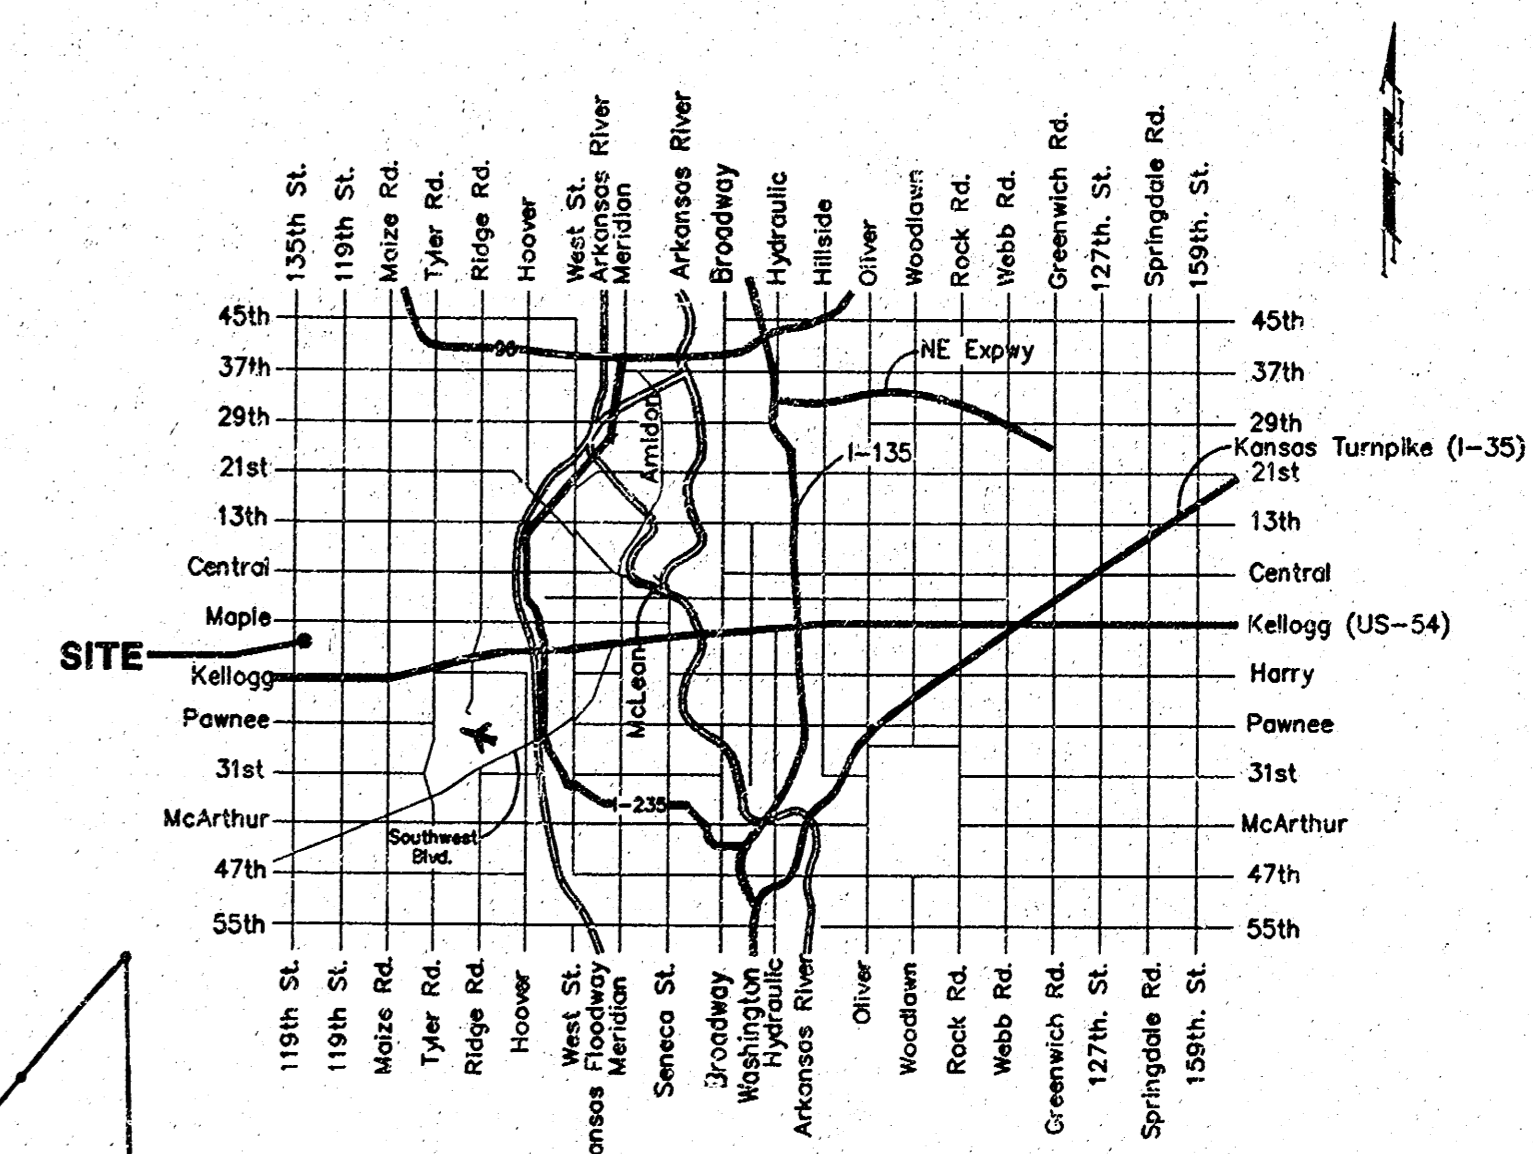 135th St.
119th St.
Maize Rd.
Tyler Rd.
Ridge Rd.
Hoover
West St.
Arkansas River
Meridian
Arkansas River
Broadway
Hydraulic
Hillside
Oliver
Woodlawn
Rock Rd.
Webb Rd.
Greenwich Rd.
127th. St.
Springdale Rd.
159th. St.
45th
45th
96
NE Expwy
37th
37th
Amidon
29th
29th
Kansas Turnpike (I-35)
I-135
21st
21st
13th
13th
Central
Central
Maple
Kellogg (US-54)
SITE
Kellogg
Harry
McLean
Pawnee
Pawnee
31st
31st
I-235
McArthur
McArthur
Southwest
Blvd.
47th
47th
55th
55th
119th St.
119th St.
Maize Rd.
Tyler Rd.
Ridge Rd.
Hoover
West St.
ansas Floodway
Meridian
Seneca St.
Broadway
Washington
Hydraulic
Arkansas River
Oliver
Woodlawn
Rock Rd.
Webb Rd.
Greenwich Rd.
127th. St.
Springdale Rd.
159th. St.